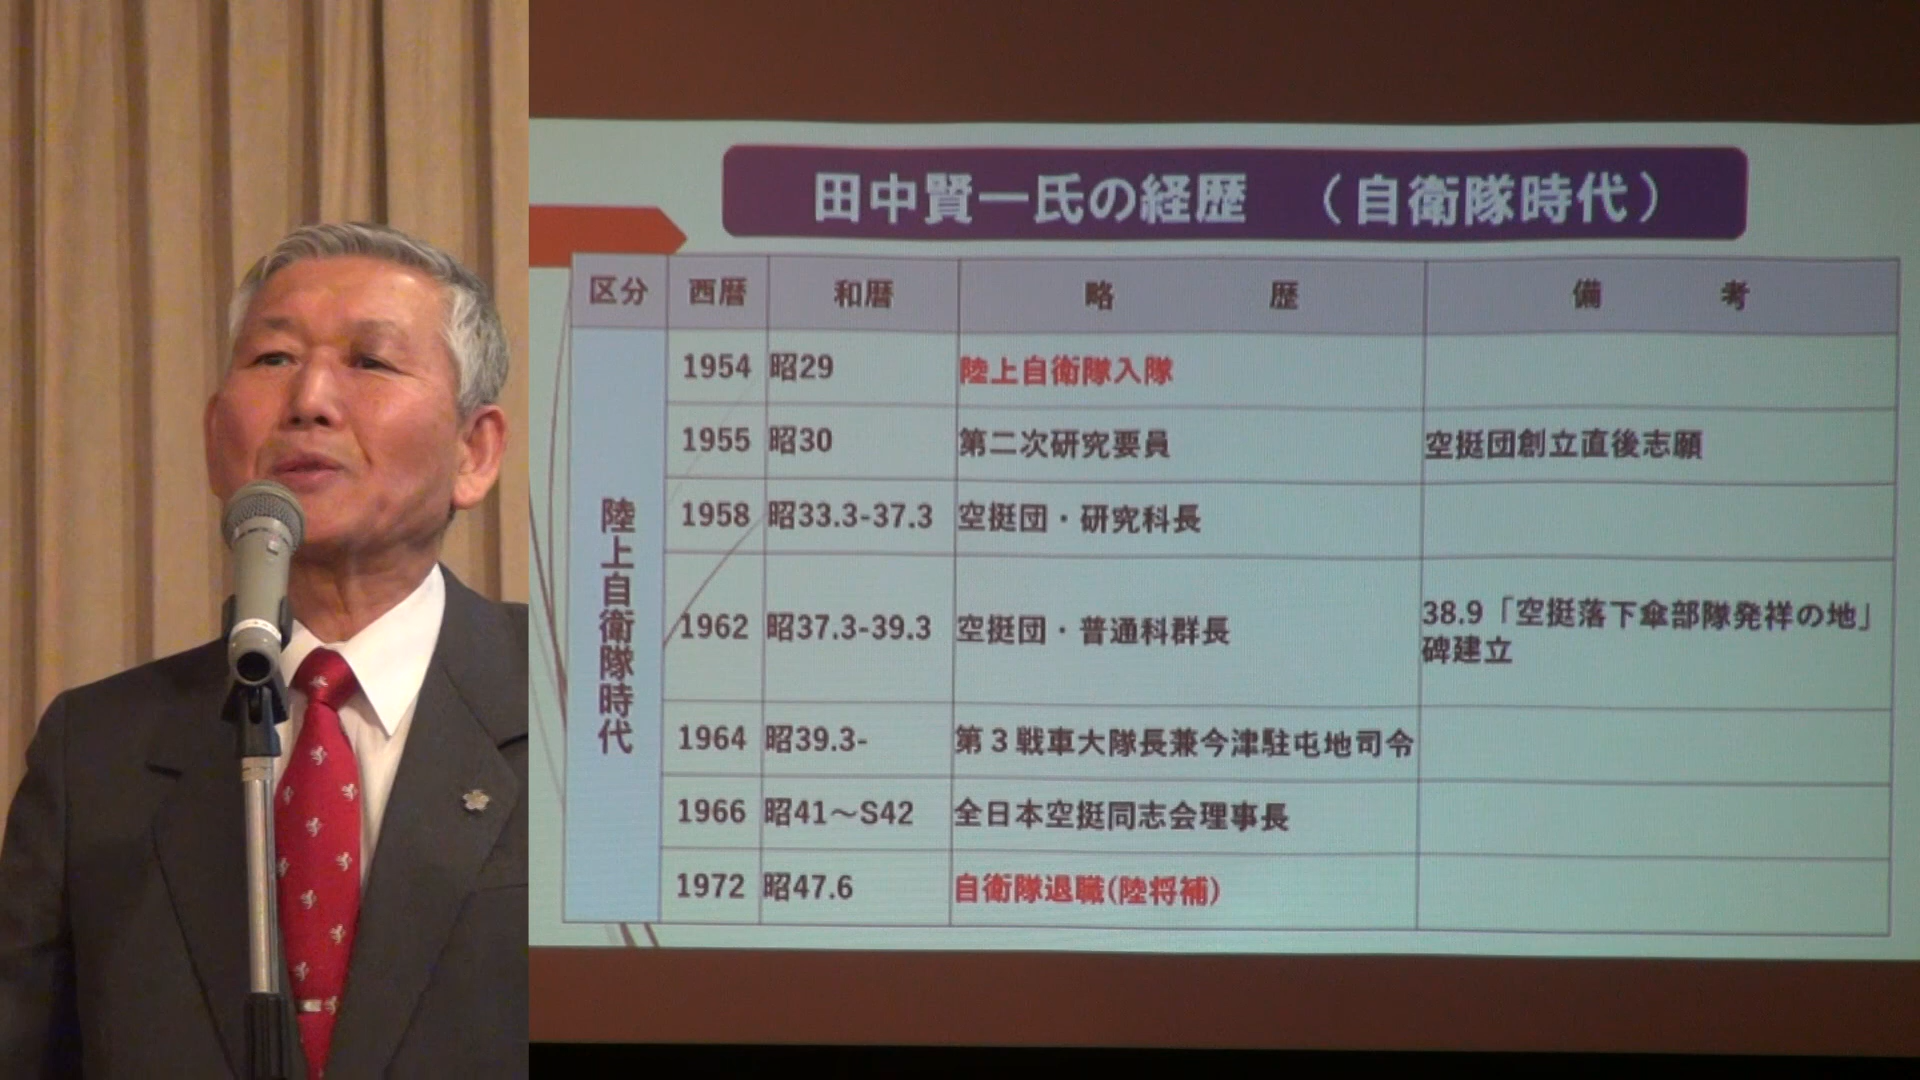 田中賢一氏の経歴　（自衛隊時代）
区分 西暦 和暦 略　歴 備　考
陸上自衛隊時代
1954 昭29 陸上自衛隊入隊
1955 昭30 第二次研究要員 空挺団創立直後志願
1958 昭33.3-37.3 空挺団・研究科長
1962 昭37.3-39.3 空挺団・普通科群長 38.9「空挺落下傘部隊発祥の地」
碑建立
1964 昭39.3- 第３戦車大隊長兼今津駐屯地司令
1966 昭41～S42 全日本空挺同志会理事長
1972 昭47.6 自衛隊退職(陸将補)